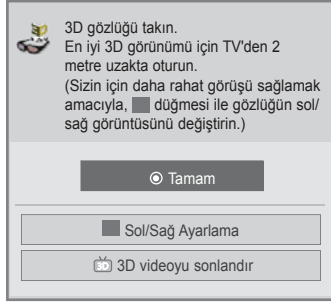 3D gözlüğü takın.
En iyi 3D görünümü için TV'den 2
metre uzakta oturun.
(Sizin için daha rahat görüşü sağlamak
amacıyla, düğmesi ile gözlüğün sol/
sağ görüntüsünü değiştirin.)
Tamam
Sol/Sağ Ayarlama
3D 3D videoyu sonlandır